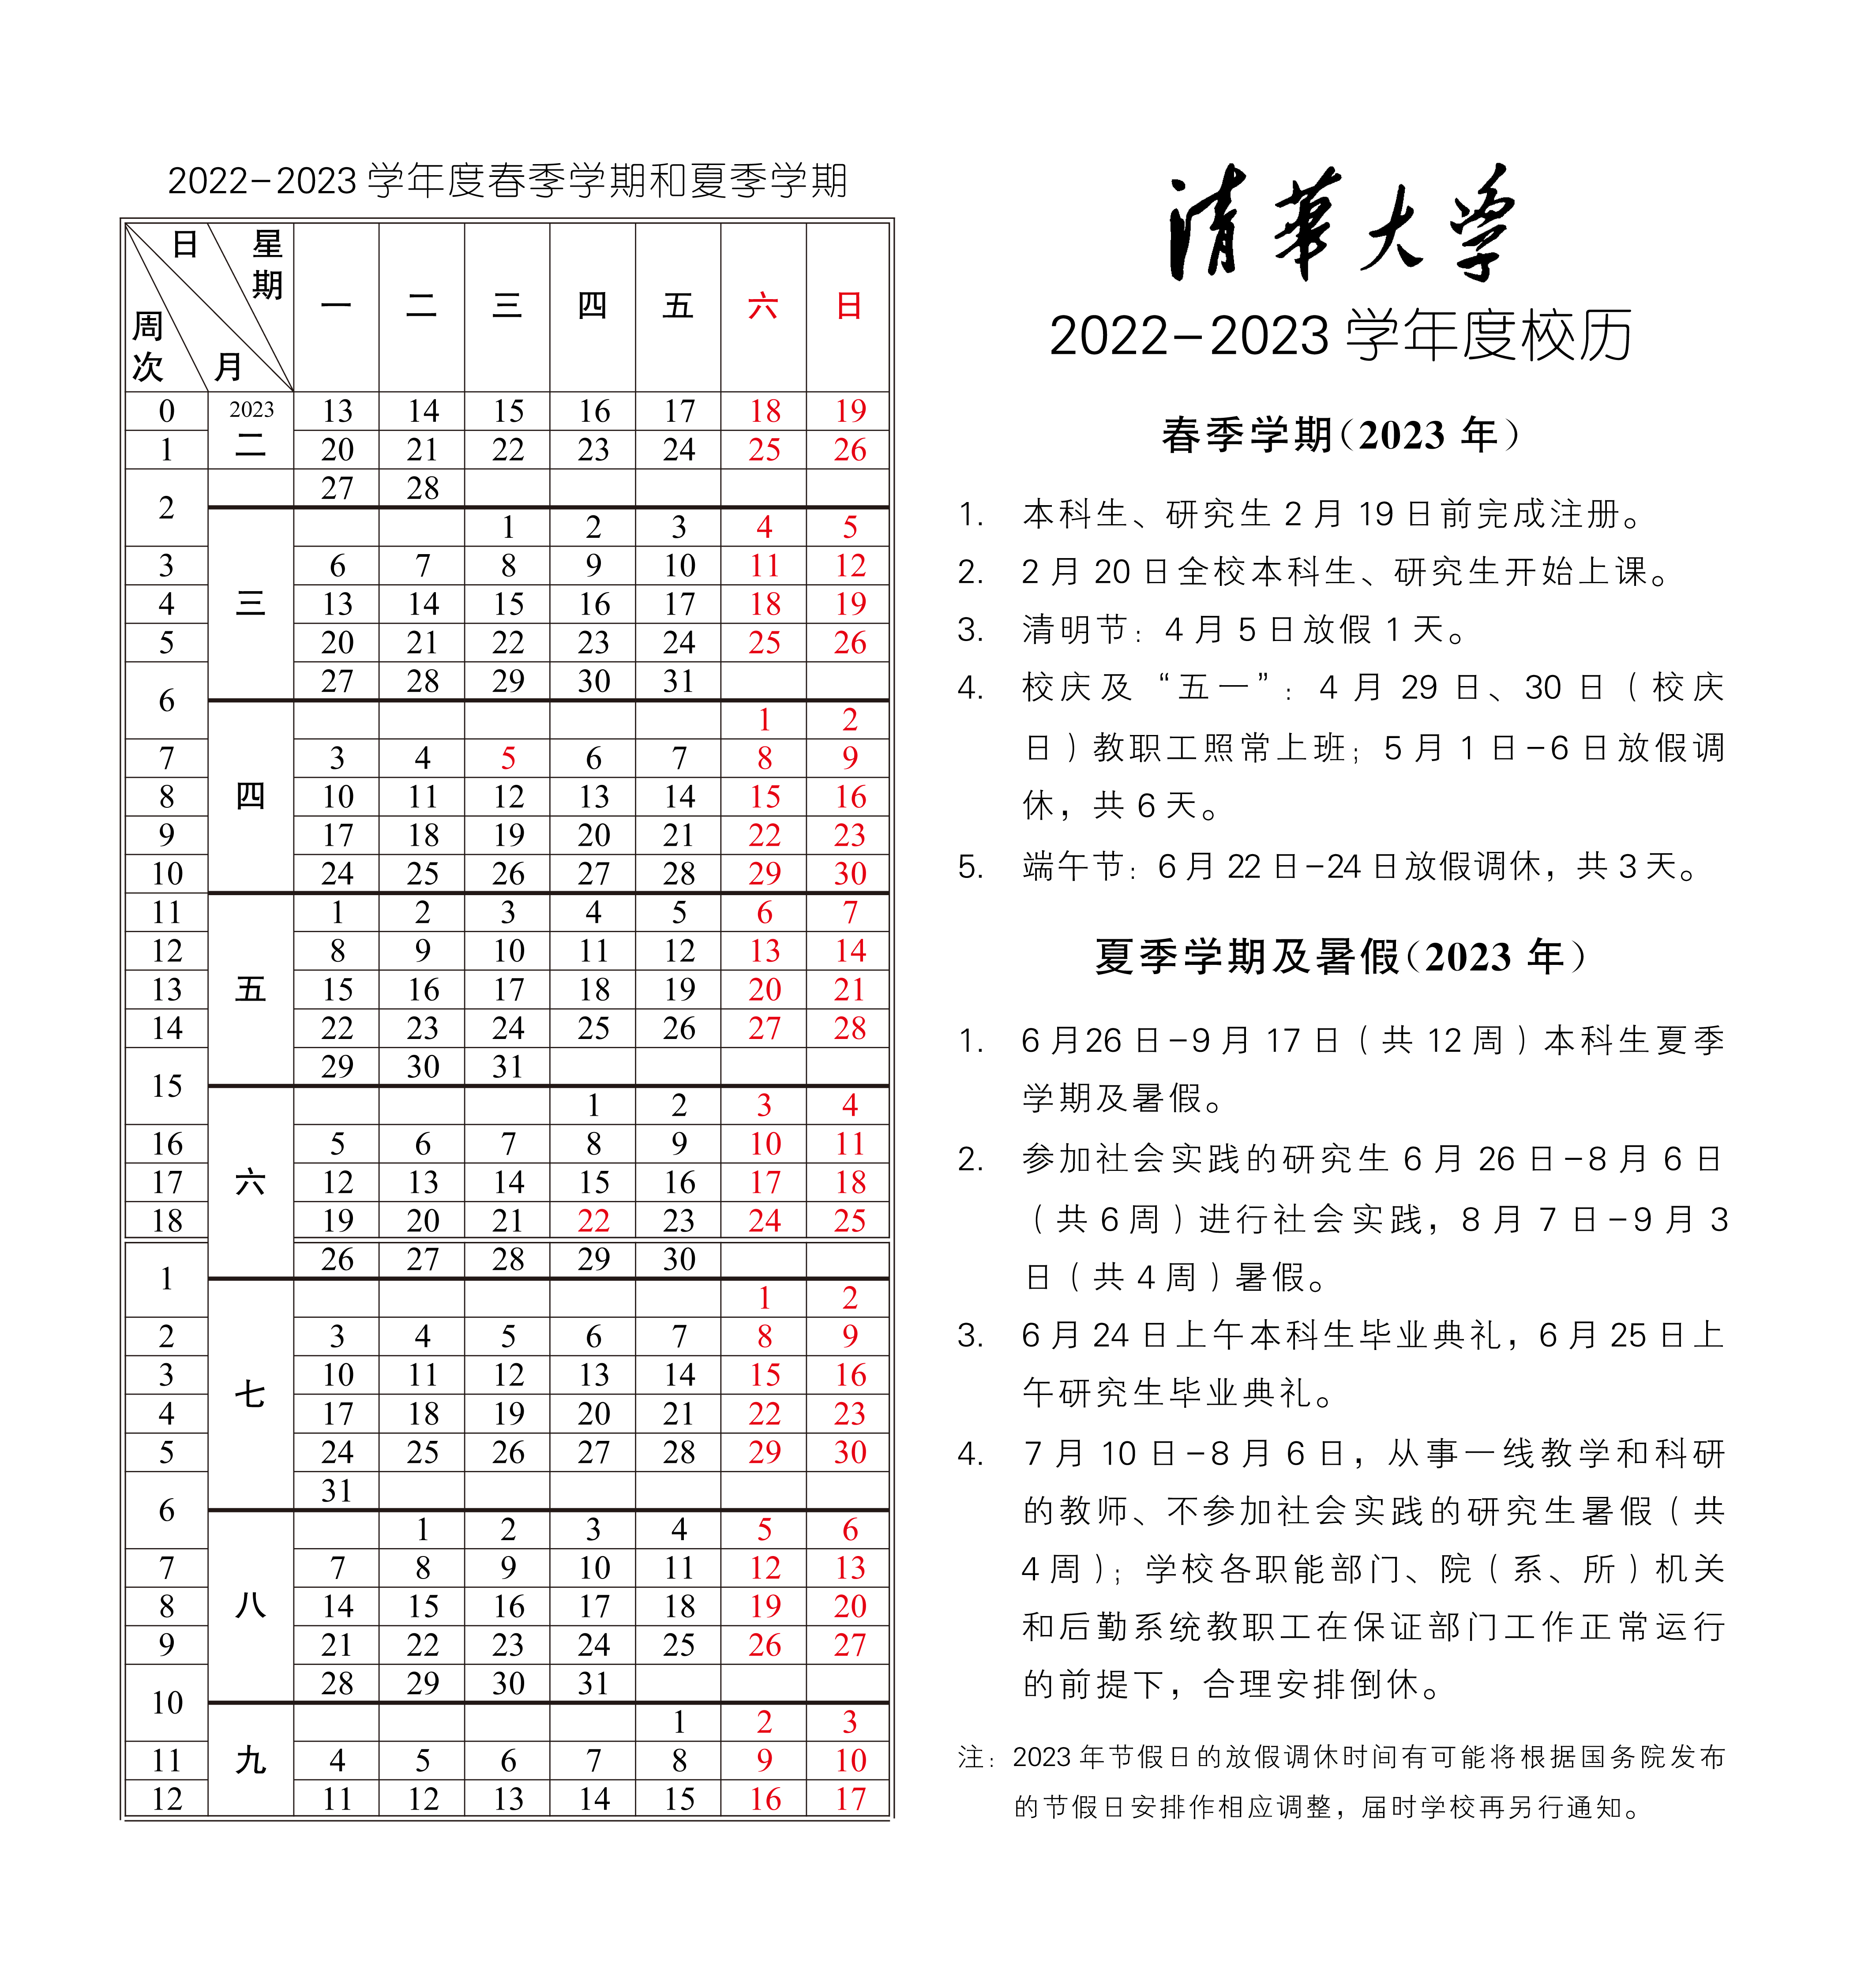 2022-2023 学年度春季学期和夏季学期
日 星期 周次 月 一 二 三 四 五 六 日
0 2023 二 13 14 15 16 17 18 19
1 20 21 22 23 24 25 26
2 27 28
三 1 2 3 4 5
3 6 7 8 9 10 11 12
4 13 14 15 16 17 18 19
5 20 21 22 23 24 25 26
6 27 28 29 30 31
四 1 2
7 3 4 5 6 7 8 9
8 10 11 12 13 14 15 16
9 17 18 19 20 21 22 23
10 24 25 26 27 28 29 30
11 五 1 2 3 4 5 6 7
12 8 9 10 11 12 13 14
13 15 16 17 18 19 20 21
14 22 23 24 25 26 27 28
15 29 30 31
六 1 2 3 4
16 5 6 7 8 9 10 11
17 12 13 14 15 16 17 18
18 19 20 21 22 23 24 25
1 26 27 28 29 30
七 1 2
2 3 4 5 6 7 8 9
3 10 11 12 13 14 15 16
4 17 18 19 20 21 22 23
5 24 25 26 27 28 29 30
6 31
八 1 2 3 4 5 6
7 7 8 9 10 11 12 13
8 14 15 16 17 18 19 20
9 21 22 23 24 25 26 27
10 28 29 30 31
九 1 2 3
11 4 5 6 7 8 9 10
12 11 12 13 14 15 16 17
清華大学
2022-2023 学年度校历
春季学期(2023 年)
1. 本科生、研究生 2 月 19 日前完成注册。
2. 2 月 20 日全校本科生、研究生开始上课。
3. 清明节: 4 月 5 日放假 1 天。
4. 校庆及 “五一”: 4 月 29 日、30 日(校庆
日)教职工照常上班; 5 月 1 日-6 日放假调
休, 共 6 天。
5. 端午节: 6 月 22 日-24 日放假调休, 共 3 天。
夏季学期及暑假(2023 年)
1. 6 月26 日-9 月 17 日(共 12 周)本科生夏季
学期及暑假。
2. 参加社会实践的研究生 6 月 26 日-8 月 6 日
(共 6 周)进行社会实践, 8 月 7 日-9 月 3
日(共 4 周)暑假。
3. 6 月 24 日上午本科生毕业典礼, 6 月 25 日上
午研究生毕业典礼。
4. 7 月 10 日-8 月 6 日, 从事一线教学和科研
的教师、不参加社会实践的研究生暑假(共
4 周); 学校各职能部门、院(系、所)机关
和后勤系统教职工在保证部门工作正常运行
的前提下, 合理安排倒休。
注: 2023 年节假日的放假调休时间有可能将根据国务院发布
的节假日安排作相应调整, 届时学校再另行通知。